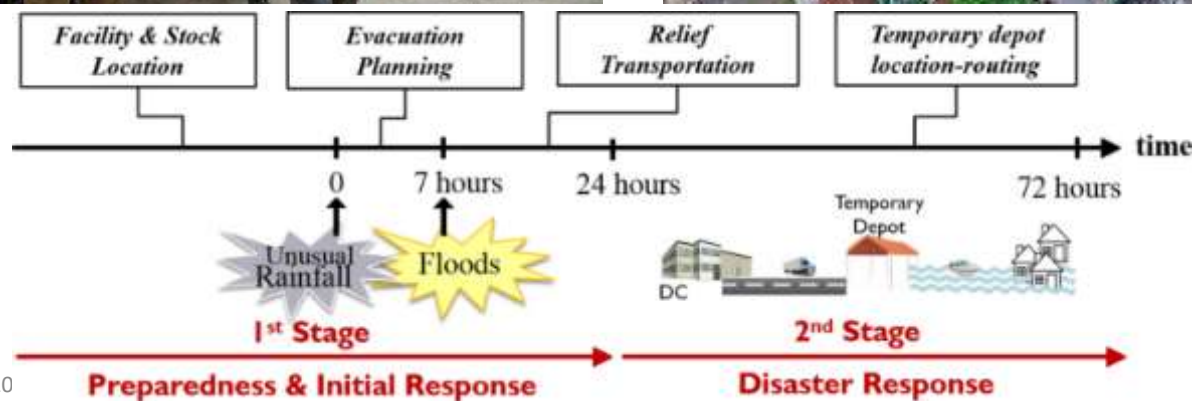 Facility & Stock
Location
Evacuation
Planning
Relief
Transportation
Temporary depot
location-routing
time
0
7 hours
24 hours
72 hours
Unusual
Rainfall
Floods
Temporary
Depot
DC
1st Stage
2nd Stage
0
Preparedness & Initial Response
Disaster Response